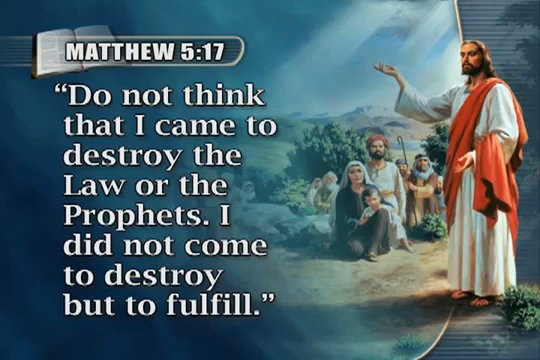 MATTHEW 5:17
“Do not think
that I came to
destroy the
Law or the
Prophets. I
did not come
to destroy
but to fulfill.”